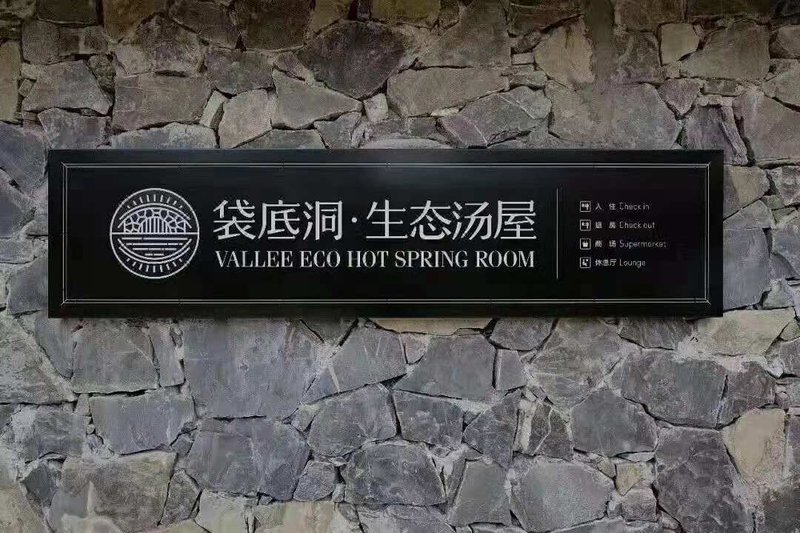 袋底洞·生态汤屋
VALLEE ECO HOT SPRING ROOM
入 住 Check in
退 房 Check out
商 场 Supermarket
休息厅 Lounge